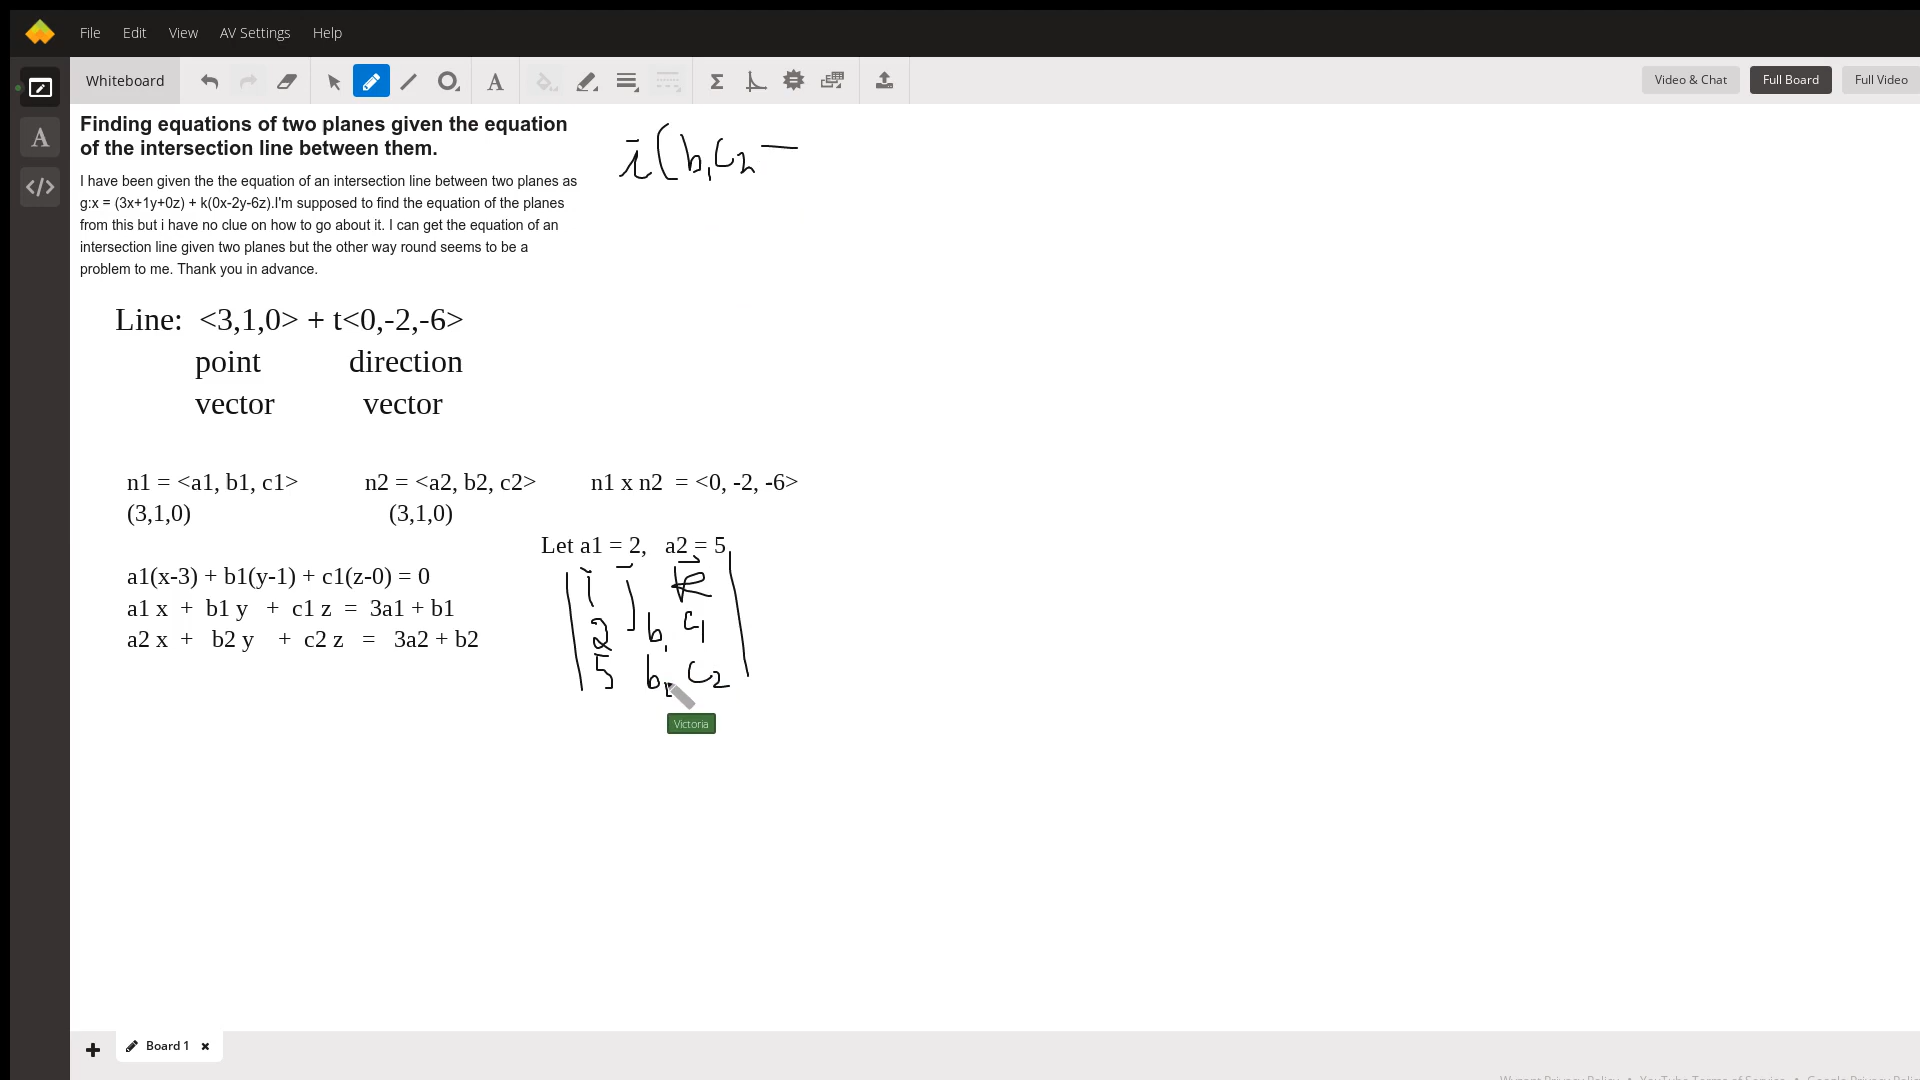 File Edit View AV Settings Help
Whiteboard
A
Σ
Video & Chat Full Board Full Video
A
</>
Finding equations of two planes given the equation
of the intersection line between them.
I have been given the the equation of an intersection line between two planes as
g:x = (3x+1y+0z) + k(0x-2y-6z).I'm supposed to find the equation of the planes
from this but i have no clue on how to go about it. I can get the equation of an
intersection line given two planes but the other way round seems to be a
problem to me. Thank you in advance.
i(b₁c₂ −
Line: <3,1,0> + t<0,-2,-6>
point direction
vector vector
n1 = <a1, b1, c1> n2 = <a2, b2, c2> n1 x n2 = <0, -2, -6>
(3,1,0) (3,1,0)
Let a1 = 2, a2 = 5
a1(x-3) + b1(y-1) + c1(z-0) = 0
a1 x + b1 y + c1 z = 3a1 + b1
a2 x + b2 y + c2 z = 3a2 + b2
i j k
2 b₁ c₁
5 b₂ c₂
Victoria
Board 1